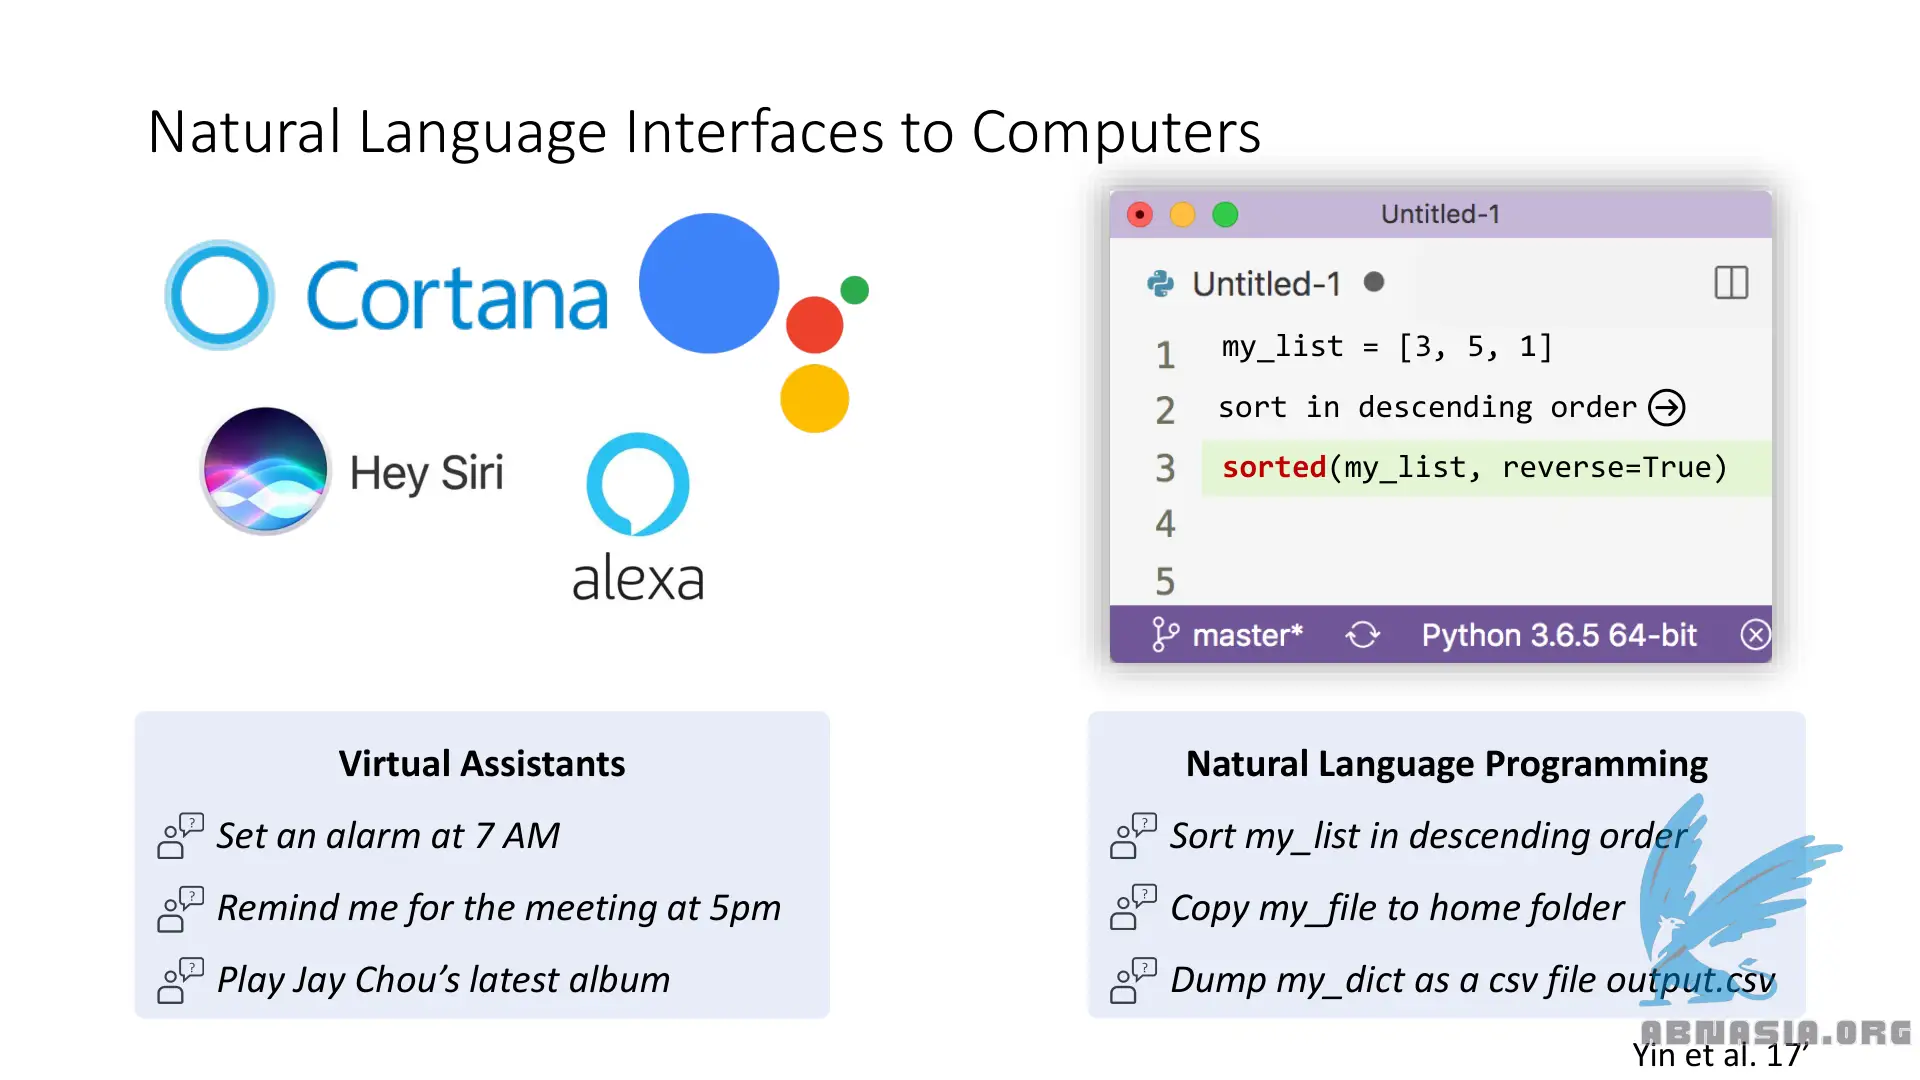 Natural Language Interfaces to Computers
Cortana
Hey Siri
alexa
Untitled-1
Untitled-1
1 my_list = [3, 5, 1]
2 sort in descending order
3 sorted(my_list, reverse=True)
4
5
master* Python 3.6.5 64-bit
Virtual Assistants
? Set an alarm at 7 AM
? Remind me for the meeting at 5pm
? Play Jay Chou’s latest album
Natural Language Programming
? Sort my_list in descending order
? Copy my_file to home folder
? Dump my_dict as a csv file output.csv
ABNASIA.ORG
Yin et al. 17’